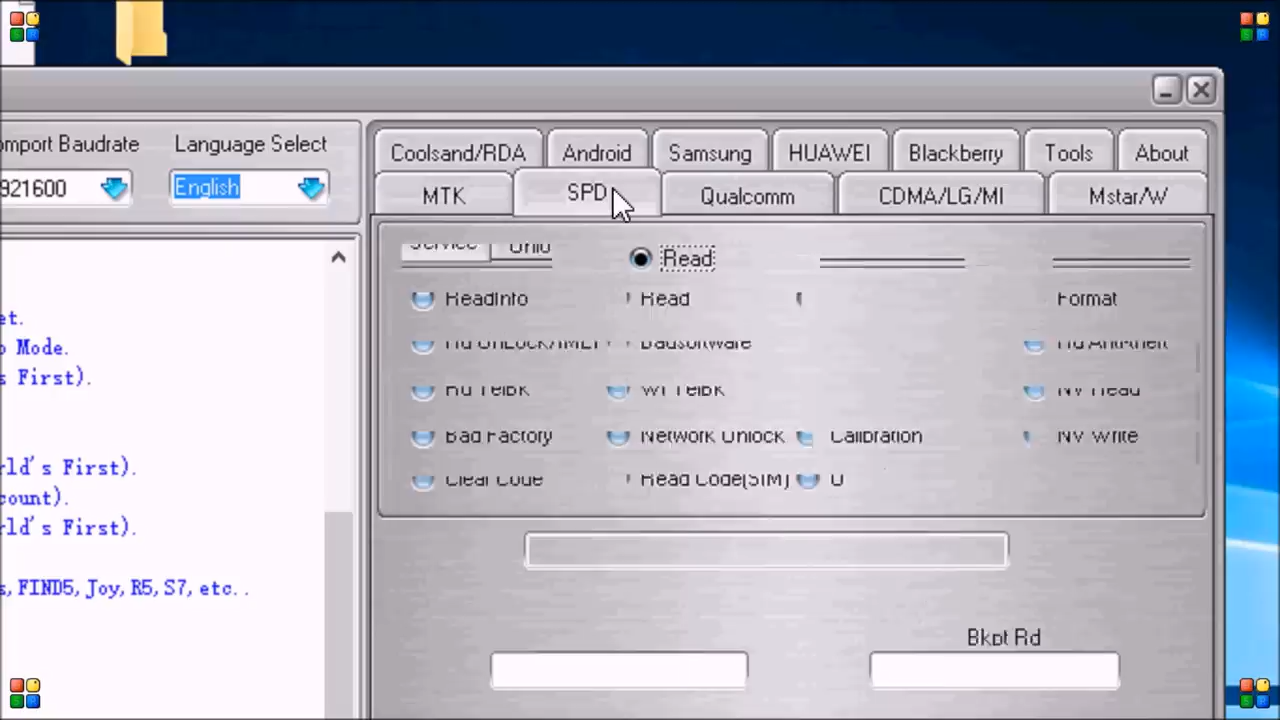 omport Baudrate
Language Select
921600
English
et.
o Mode.
s First).
rld's First).
count).
rld's First).
s,FIND5,Joy,R5,S7,etc..
Coolsand/RDA Android Samsung HUAWEI Blackberry Tools About
MTK SPD Qualcomm CDMA/LG/MI Mstar/W
Service
Read
ReadInfo Read Format
Badsoftware
Rd TelBK Wr TelBK NV Read
Bad Factory Network Unlock Calibration NV Write
Clear Code Read Code(SIM)
Bkpt Rd